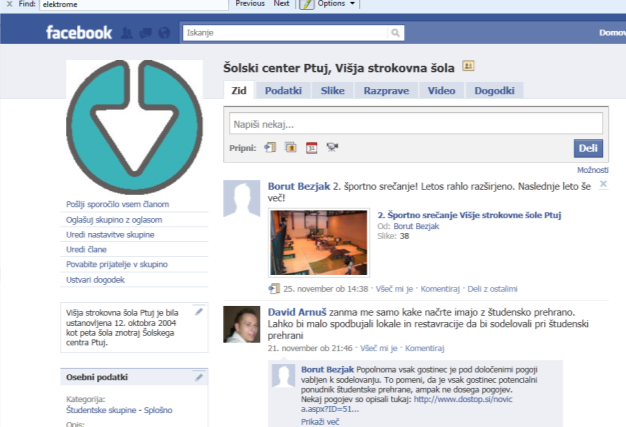 x Find: elektrome Previous Next Options
facebook Iskanje Domov
Šolski center Ptuj, Višja strokovna šola
Zid Podatki Slike Razprave Video Dogodki
Napiši nekaj...
Pripni: 31 Deli
Možnosti
Borut Bezjak 2. športno srečanje! Letos rahlo razširjeno. Naslednje leto še
več!
2. Športno srečanje Višje strokovne šole Ptuj
Od: Borut Bezjak
Slike: 38
25. november ob 14:38 · Všeč mi je · Komentiraj · Deli z ostalimi
David Arnuš zanma me samo kake načrte imajo z študentsko prehrano.
Lahko bi malo spodbujali lokale in restavracije da bi sodelovali pri študenski
prehrani
21. november ob 21:46 · Všeč mi je · Komentiraj
Borut Bezjak Popolnoma vsak gostinec je pod določenimi pogoji
vabljen k sodelovanju. To pomeni, da je vsak gostinec potencialni
ponudnik študentske prehrane, ampak ne dosega pogojev.
Nekaj pogojev so opisali tukaj: http://www.dostop.si/novic
a.aspx?ID=51...
Prikaži več
Pošlji sporočilo vsem članom
Oglašuj skupino z oglasom
Uredi nastavitve skupine
Uredi člane
Povabite prijatelje v skupino
Ustvari dogodek
Višja strokovna šola Ptuj je bila
ustanovljena 12. oktobra 2004
kot peta šola znotraj Šolskega
centra Ptuj.
Osebni podatki
Kategorija:
Študentske skupine - Splošno
Opis: